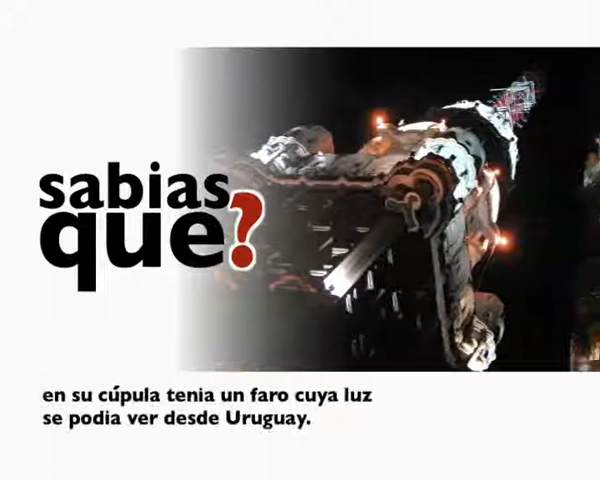 sabias
que?
en su cúpula tenia un faro cuya luz
se podia ver desde Uruguay.